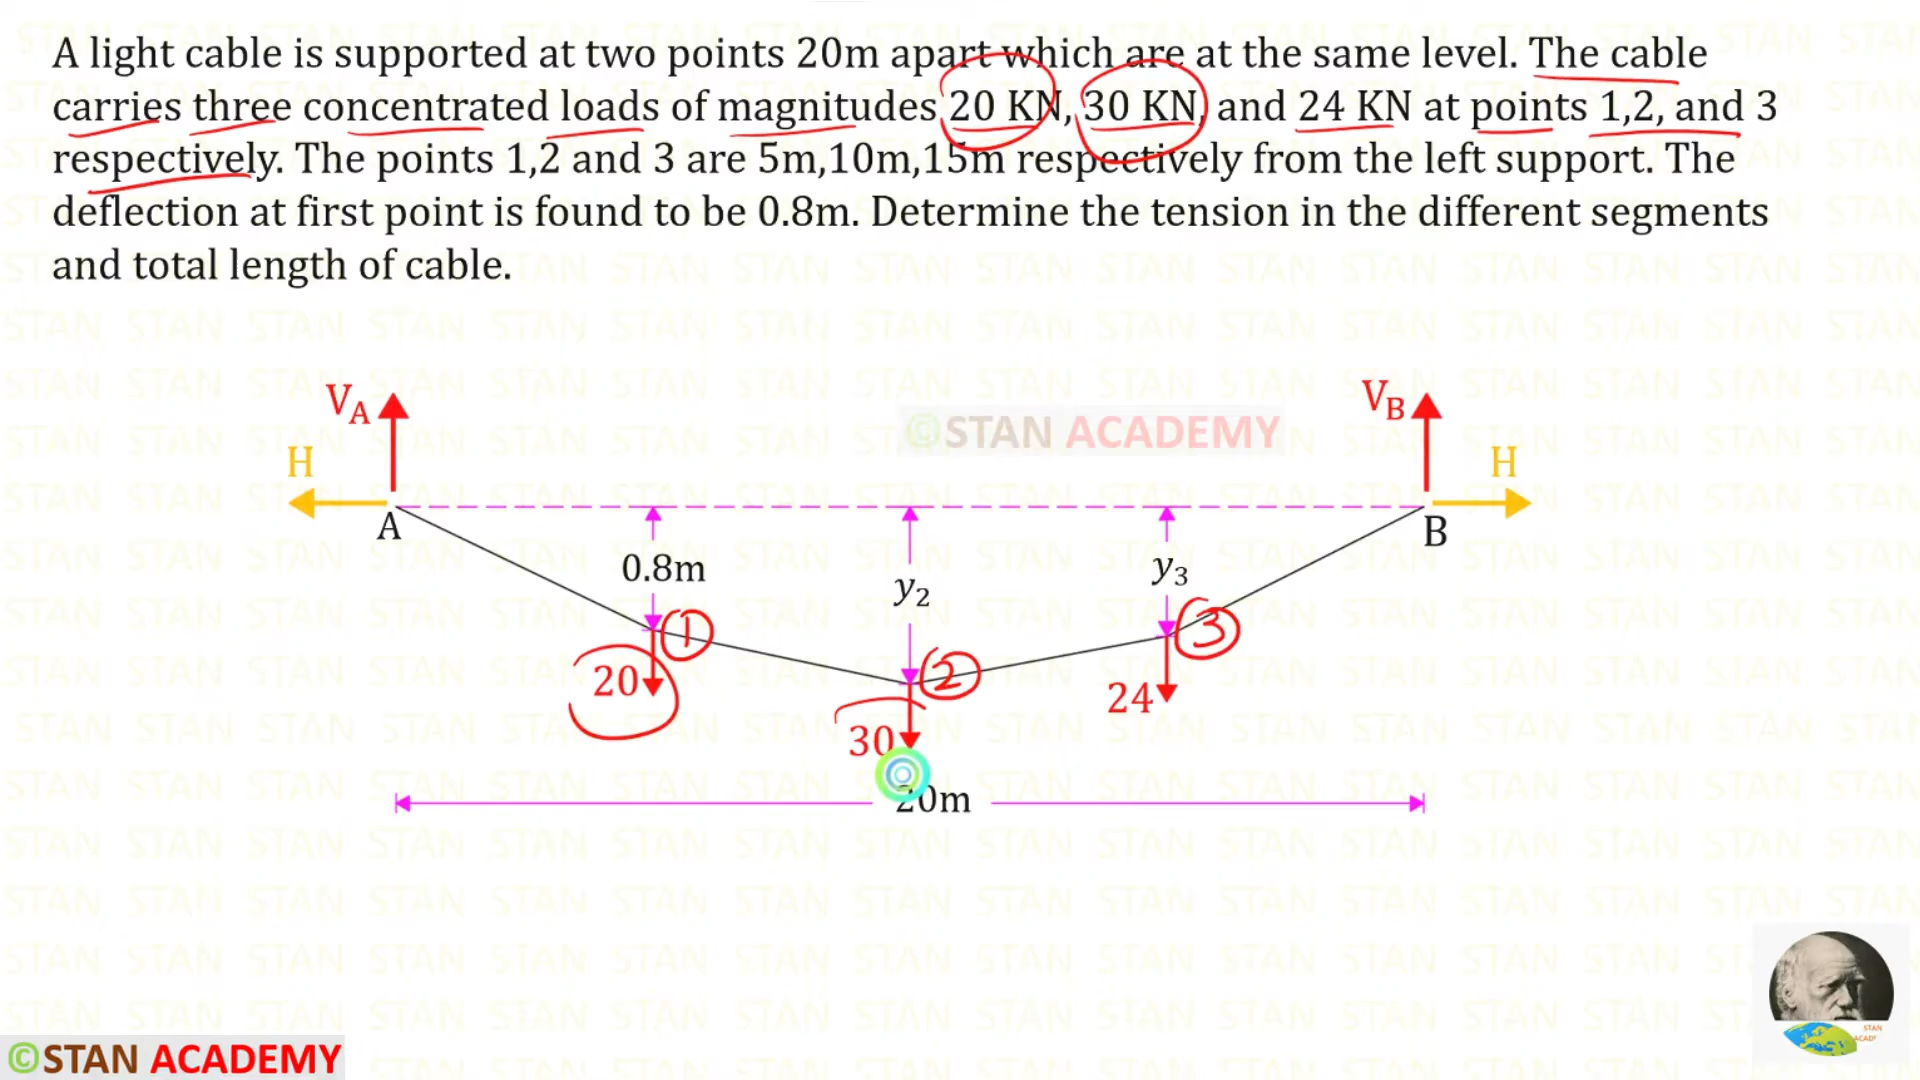 A light cable is supported at two points 20m apart which are at the same level. The cable
carries three concentrated loads of magnitudes 20 KN, 30 KN, and 24 KN at points 1,2, and 3
respectively. The points 1,2 and 3 are 5m,10m,15m respectively from the left support. The
deflection at first point is found to be 0.8m. Determine the tension in the different segments
and total length of cable.
V_A
V_B
©STAN ACADEMY
H
H
A
B
0.8m
y₂
y₃
1
2
3
20
30
24
20m
©STAN ACADEMY
STAN
ACAD